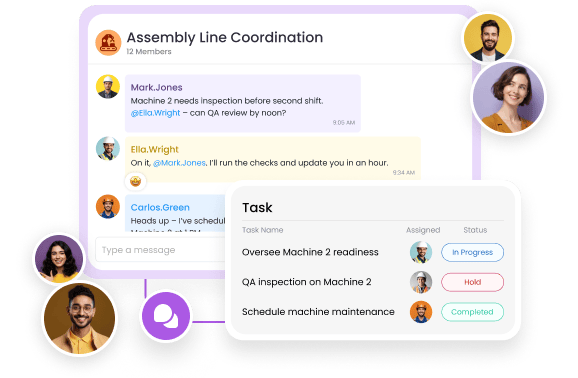 Assembly Line Coordination
12 Members
Mark.Jones
Machine 2 needs inspection before second shift.
@Ella.Wright – can QA review by noon?
9:05 AM
Ella.Wright
On it, @Mark.Jones. I'll run the checks and update you in an hour.
9:34 AM
Carlos.Green
Heads up – I've sched
Type a message
Task
Task Name Assigned Status
Oversee Machine 2 readiness In Progress
QA inspection on Machine 2 Hold
Schedule machine maintenance Completed